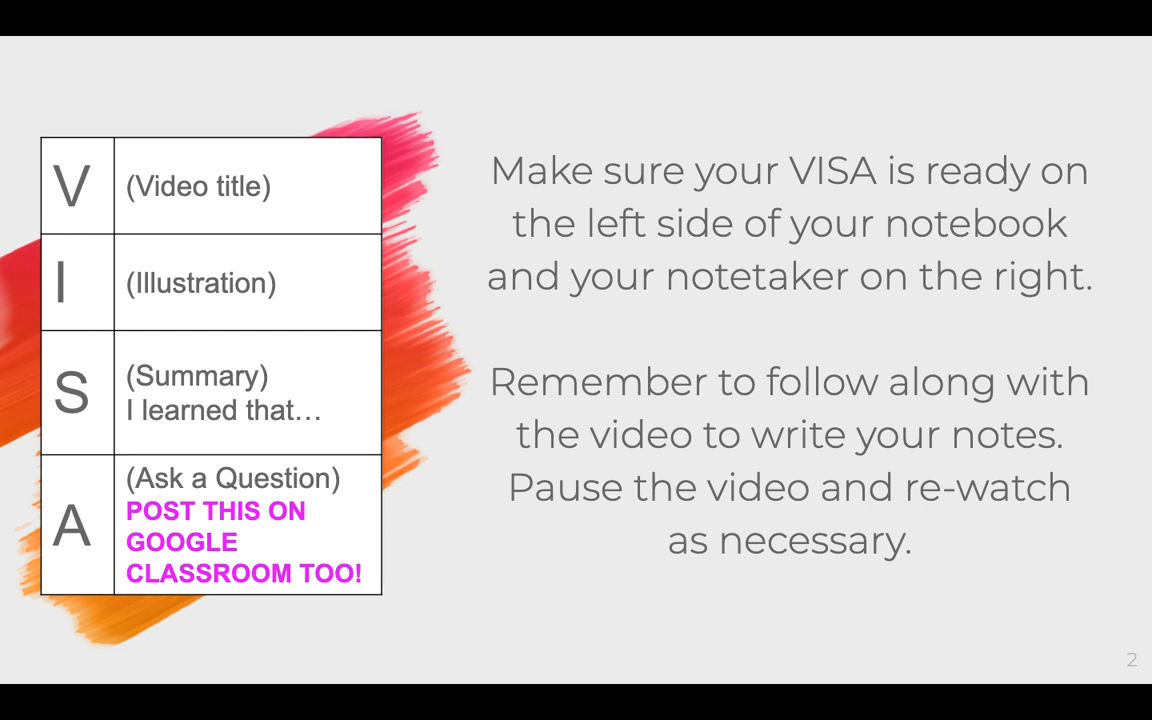 V
(Video title)
I
(Illustration)
S
(Summary)
I learned that…
A
(Ask a Question)
POST THIS ON
GOOGLE
CLASSROOM TOO!
Make sure your VISA is ready on
the left side of your notebook
and your notetaker on the right.
Remember to follow along with
the video to write your notes.
Pause the video and re-watch
as necessary.
2